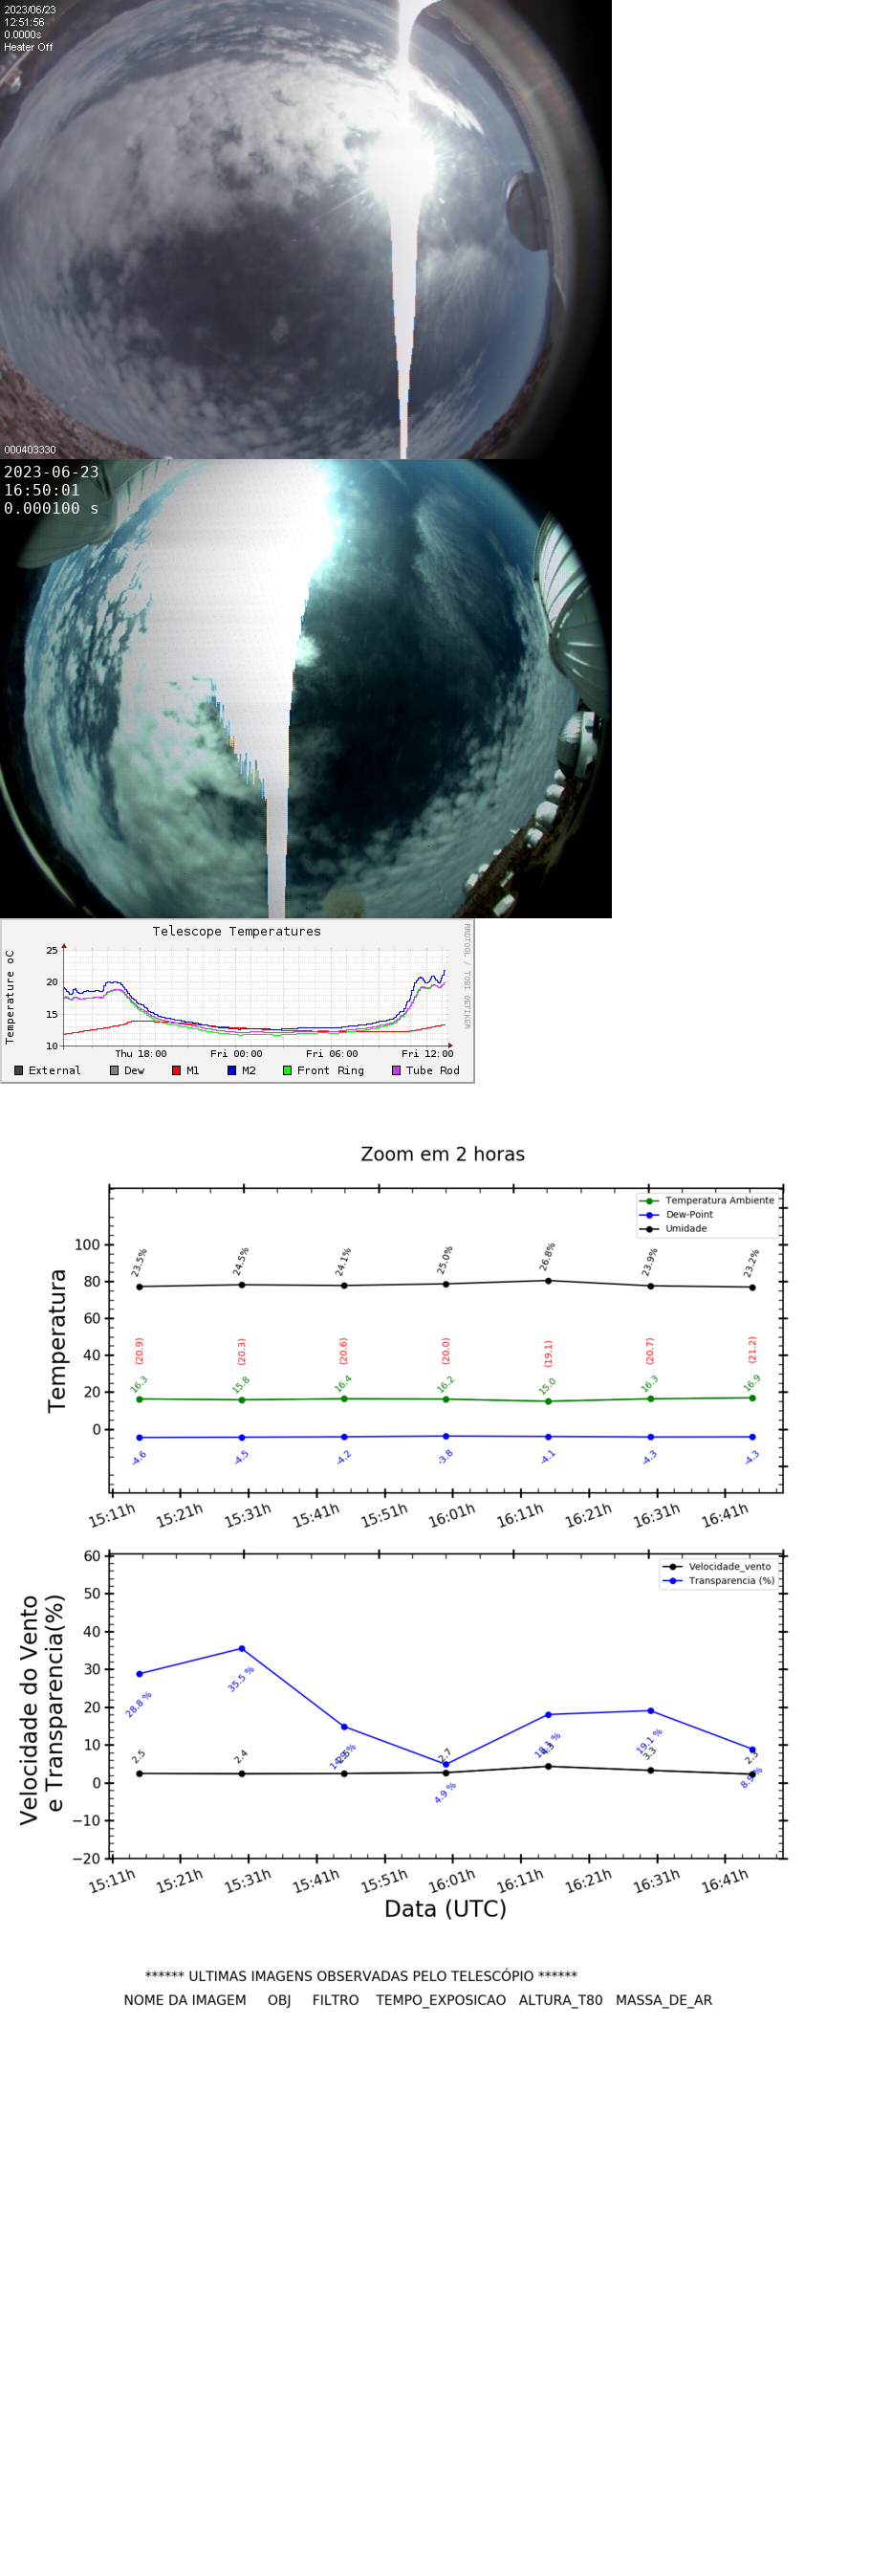 2023/06/23
12:51:56
0.0000s
Heater Off
000403330
2023-06-23
16:50:01
0.000100 s
Telescope Temperatures
RRDTOOL / TOBI OETIKER
Temperature oC
25
20
15
10
Thu 18:00 Fri 00:00 Fri 06:00 Fri 12:00
External Dew M1 M2 Front Ring Tube Rod
Zoom em 2 horas
Temperatura Ambiente
Dew-Point
Umidade
Temperatura
100
80
60
40
20
0
23.5% 24.5% 24.1% 25.0% 26.8% 23.9% 23.2%
(20.9) (20.3) (20.6) (20.0) (19.1) (20.7) (21.2)
16.3 15.8 16.4 16.2 15.0 16.3 16.9
-4.6 -4.5 -4.2 -3.8 -4.1 -4.3 -4.3
15:11h 15:21h 15:31h 15:41h 15:51h 16:01h 16:11h 16:21h 16:31h 16:41h
Velocidade_vento
Transparencia (%)
Velocidade do Vento
e Transparencia(%)
60
50
40
30
20
10
0
−10
−20
28.8 % 35.5 % 4.9 % 19.1 %
2.5 2.4 2.7 3.3 2.3
15:11h 15:21h 15:31h 15:41h 15:51h 16:01h 16:11h 16:21h 16:31h 16:41h
Data (UTC)
****** ULTIMAS IMAGENS OBSERVADAS PELO TELESCÓPIO ******
NOME DA IMAGEM OBJ FILTRO TEMPO_EXPOSICAO ALTURA_T80 MASSA_DE_AR